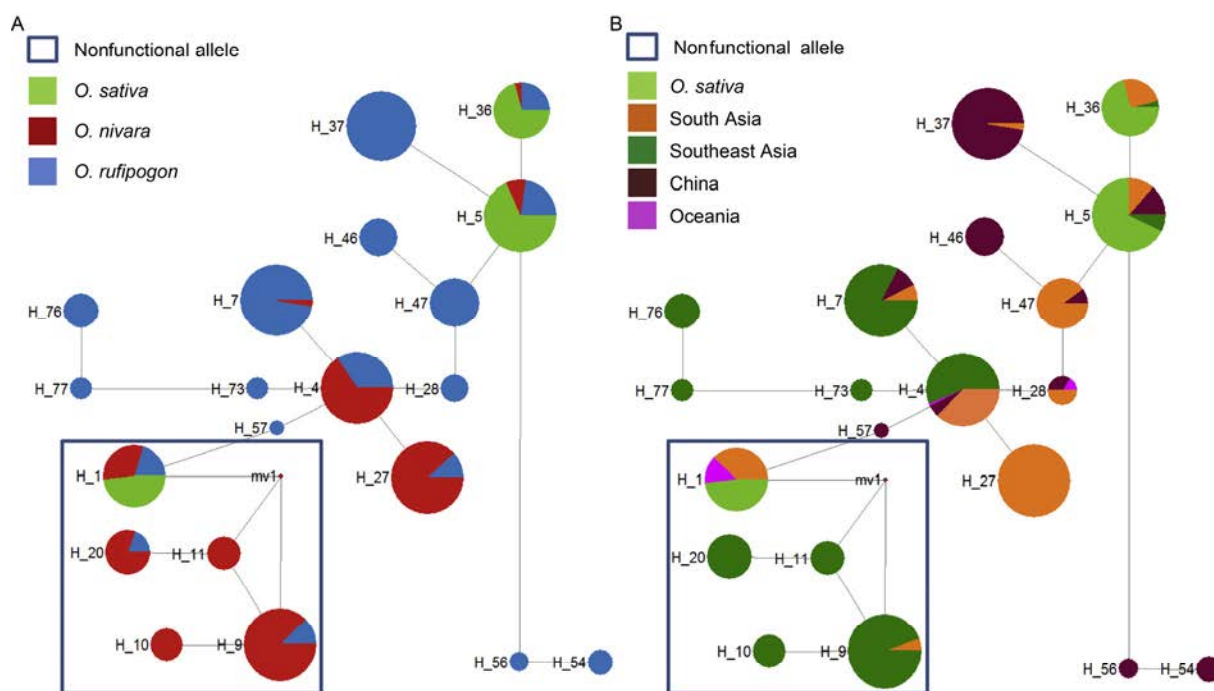 A
Nonfunctional allele
O. sativa
O. nivara
O. rufipogon
H_37
H_36
H_5
H_46
H_47
H_7
H_76
H_77
H_73
H_4
H_28
H_57
H_27
H_1
mv1
H_20
H_11
H_10
H_9
H_56
H_54
B
Nonfunctional allele
O. sativa
South Asia
Southeast Asia
China
Oceania
H_37
H_36
H_5
H_46
H_47
H_7
H_76
H_77
H_73
H_4
H_28
H_57
H_27
H_1
mv1
H_20
H_11
H_10
H_9
H_56
H_54